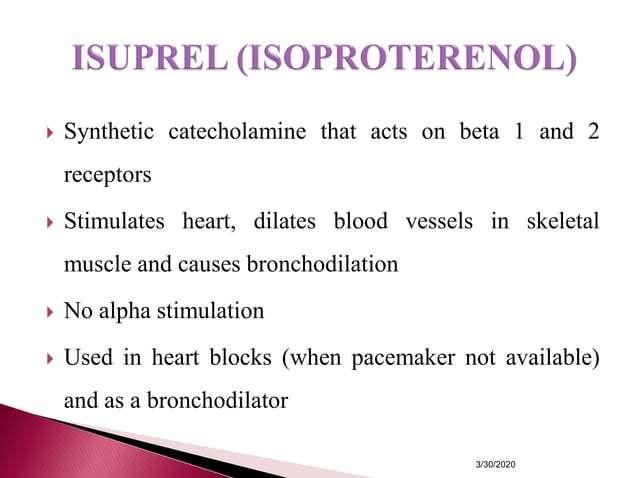 ISUPREL (ISOPROTERENOL)
Synthetic catecholamine that acts on beta 1 and 2
receptors
Stimulates heart, dilates blood vessels in skeletal
muscle and causes bronchodilation
No alpha stimulation
Used in heart blocks (when pacemaker not available)
and as a bronchodilator
3/30/2020